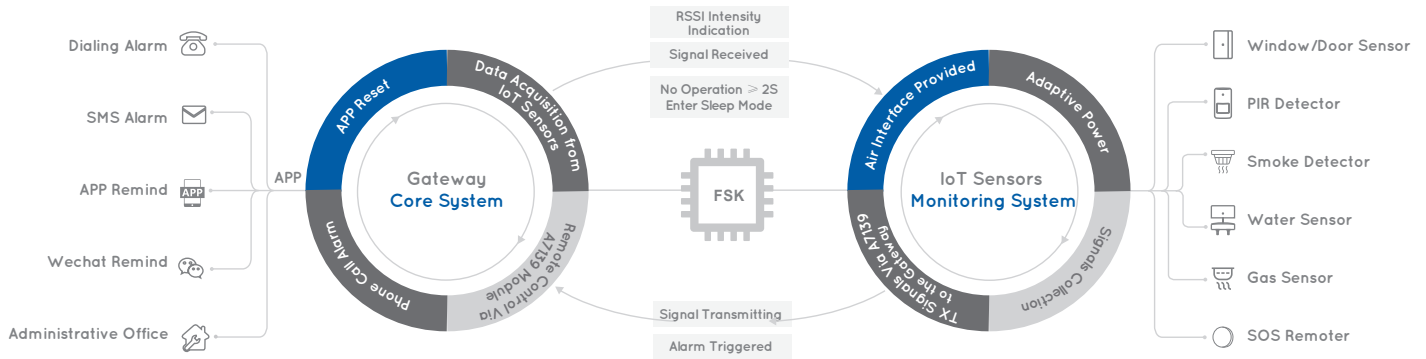 Dialing Alarm
SMS Alarm
APP Remind
APP
Wechat Remind
Administrative Office
APP
APP Reset
Data Acquisition from
IoT Sensors
Phone Call Alarm
Remote Control Via
A7139 Module
Gateway
Core System
RSSI Intensity
Indication
Signal Received
No Operation ⩾ 2S
Enter Sleep Mode
FSK
Signal Transmitting
Alarm Triggered
Air Interface Provided
Adaptive Power
TX Signals Via A7139
to the Gateway
Signals Collection
IoT Sensors
Monitoring System
Window/Door Sensor
PIR Detector
Smoke Detector
Water Sensor
Gas Sensor
SOS Remoter